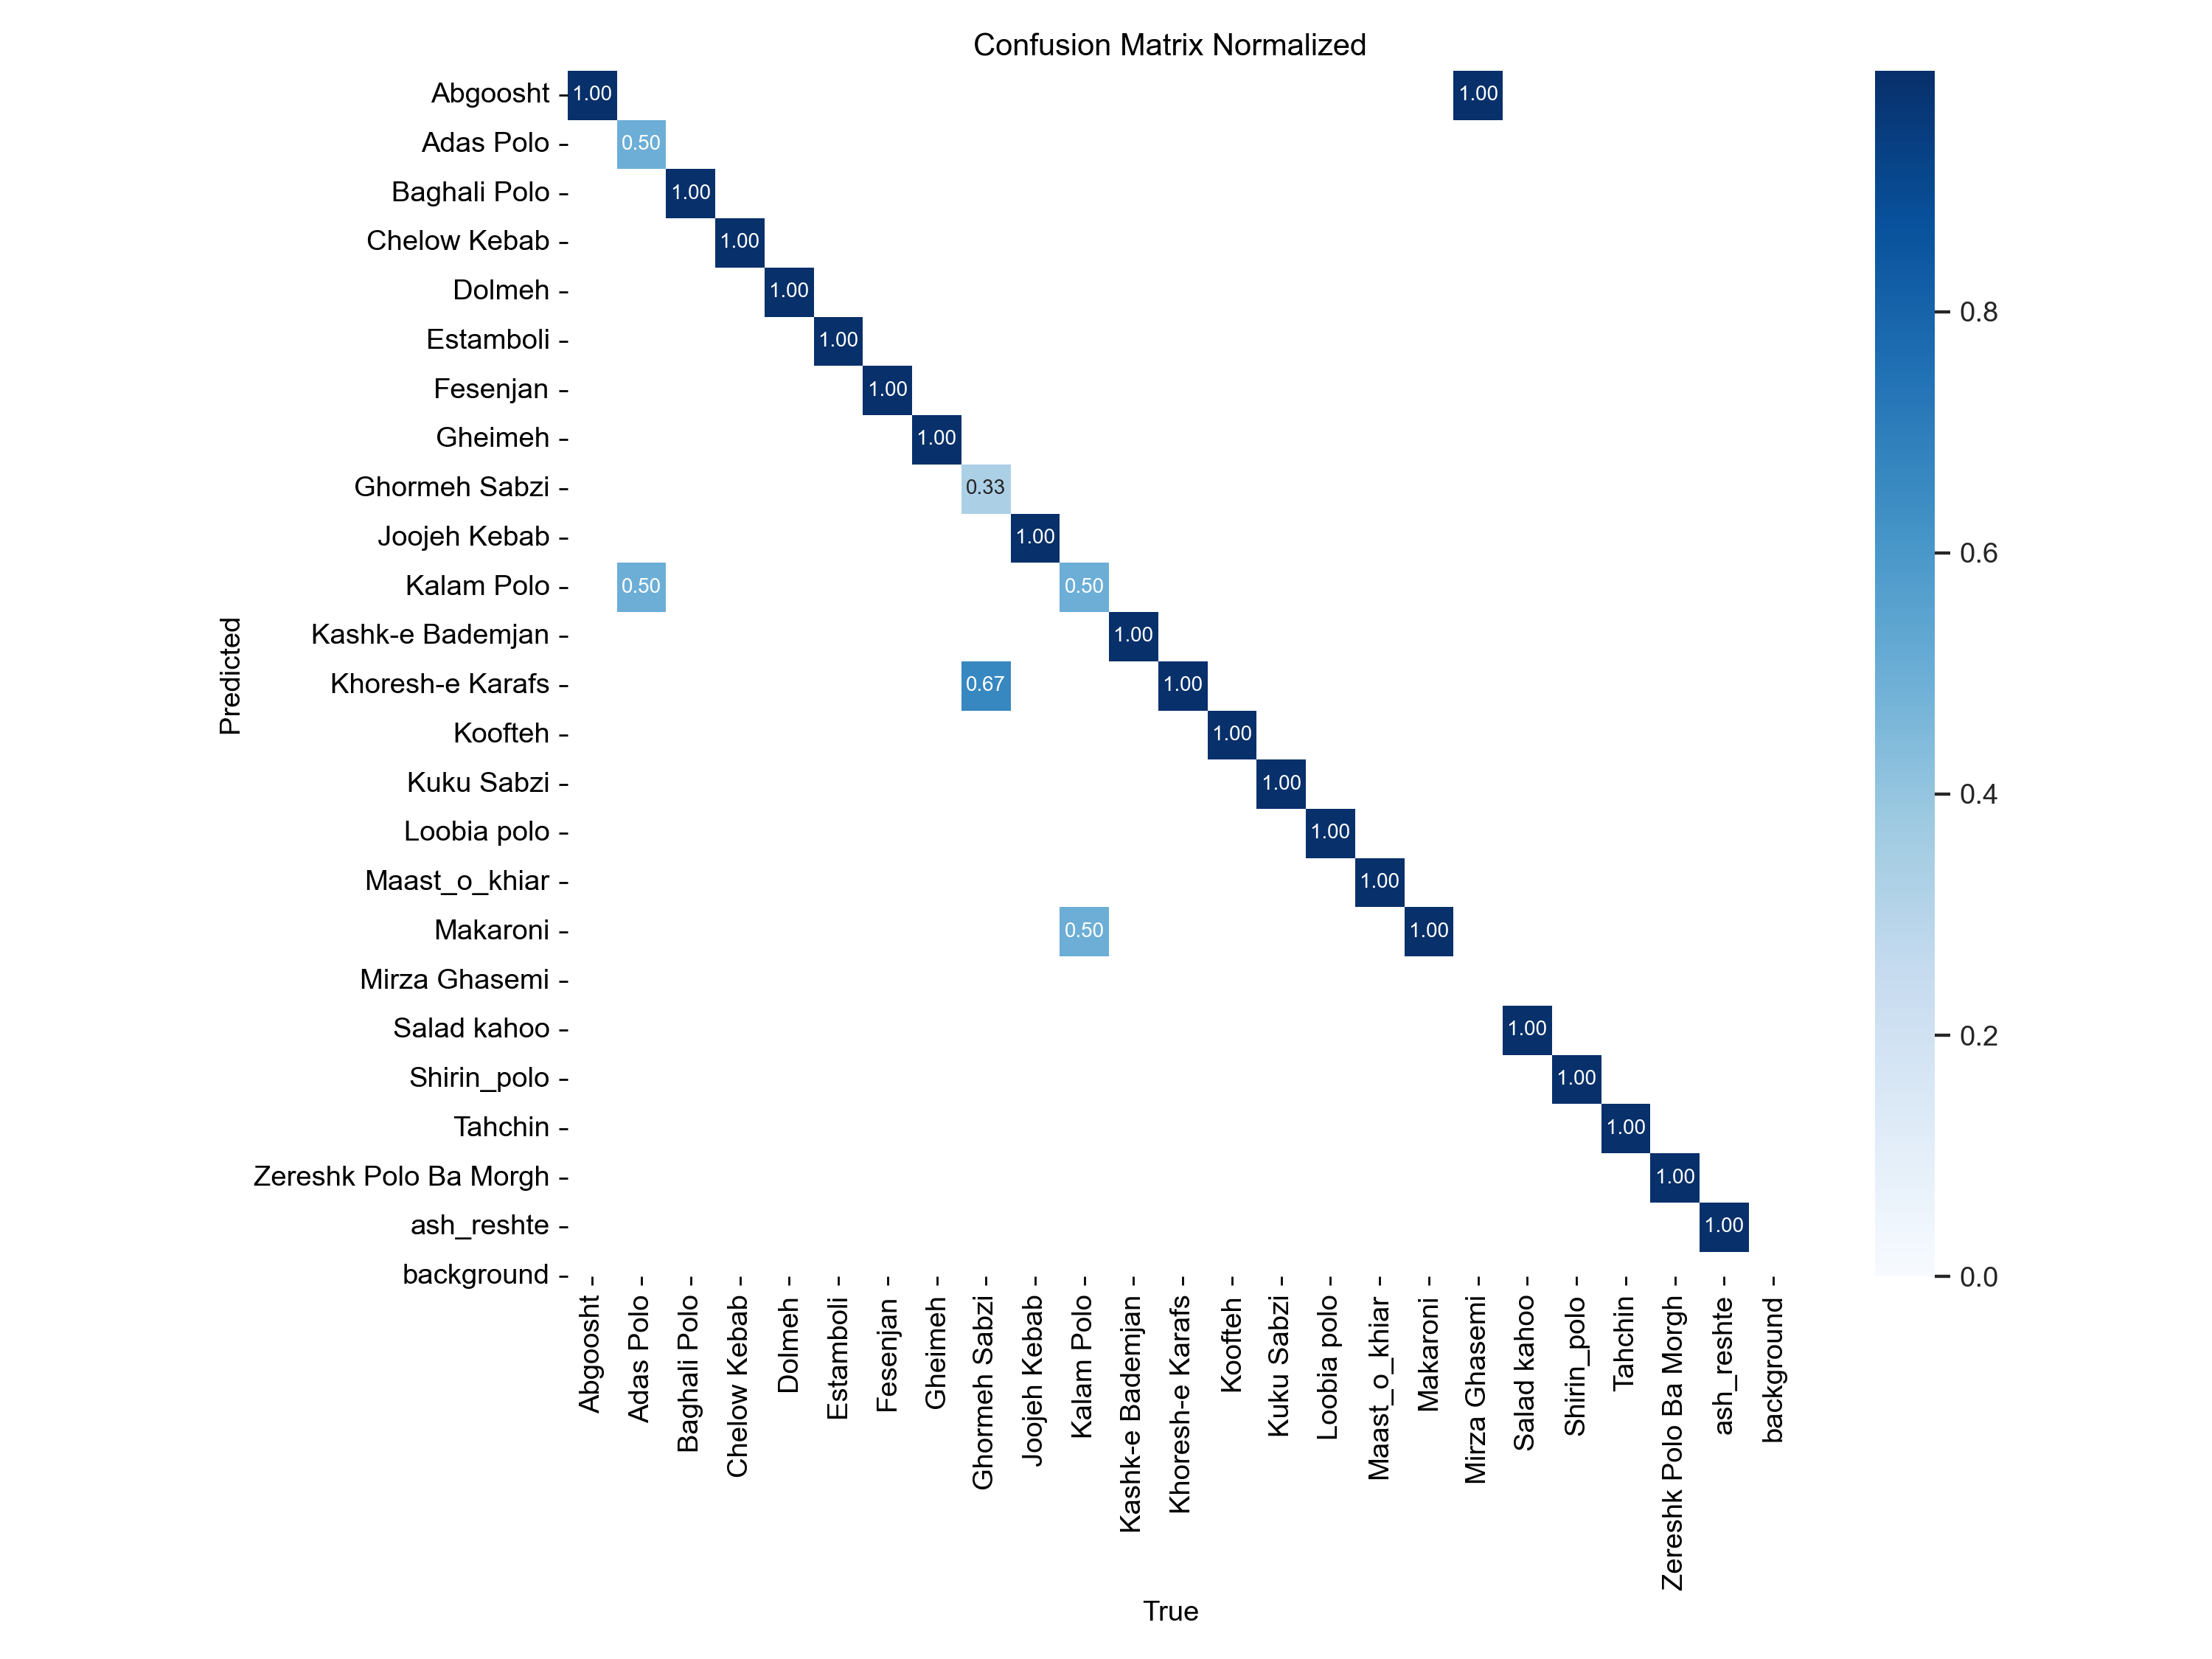 Confusion Matrix Normalized
Abgoosht 1.00 1.00
Adas Polo 0.50
Baghali Polo 1.00
Chelow Kebab 1.00
Dolmeh 1.00
Estamboli 1.00
Fesenjan 1.00
Gheimeh 1.00
Ghormeh Sabzi 0.33
Joojeh Kebab 1.00
Kalam Polo 0.50 0.50
Kashk-e Bademjan 1.00
Khoresh-e Karafs 0.67 1.00
Koofteh 1.00
Kuku Sabzi 1.00
Loobia polo 1.00
Maast_o_khiar 1.00
Makaroni 0.50 1.00
Mirza Ghasemi
Salad kahoo 1.00
Shirin_polo 1.00
Tahchin 1.00
Zereshk Polo Ba Morgh 1.00
ash_reshte 1.00
background
Predicted
Abgoosht
Adas Polo
Baghali Polo
Chelow Kebab
Dolmeh
Estamboli
Fesenjan
Gheimeh
Ghormeh Sabzi
Joojeh Kebab
Kalam Polo
Kashk-e Bademjan
Khoresh-e Karafs
Koofteh
Kuku Sabzi
Loobia polo
Maast_o_khiar
Makaroni
Mirza Ghasemi
Salad kahoo
Shirin_polo
Tahchin
Zereshk Polo Ba Morgh
ash_reshte
background
True
0.8
0.6
0.4
0.2
0.0